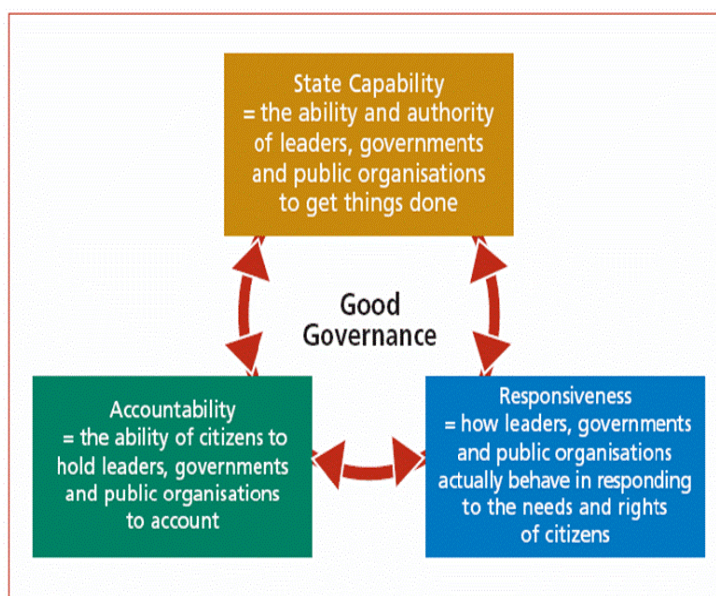 State Capability
= the ability and authority
of leaders, governments
and public organisations
to get things done
Good
Governance
Accountability
= the ability of citizens to
hold leaders, governments
and public organisations
to account
Responsiveness
= how leaders, governments
and public organisations
actually behave in responding
to the needs and rights
of citizens